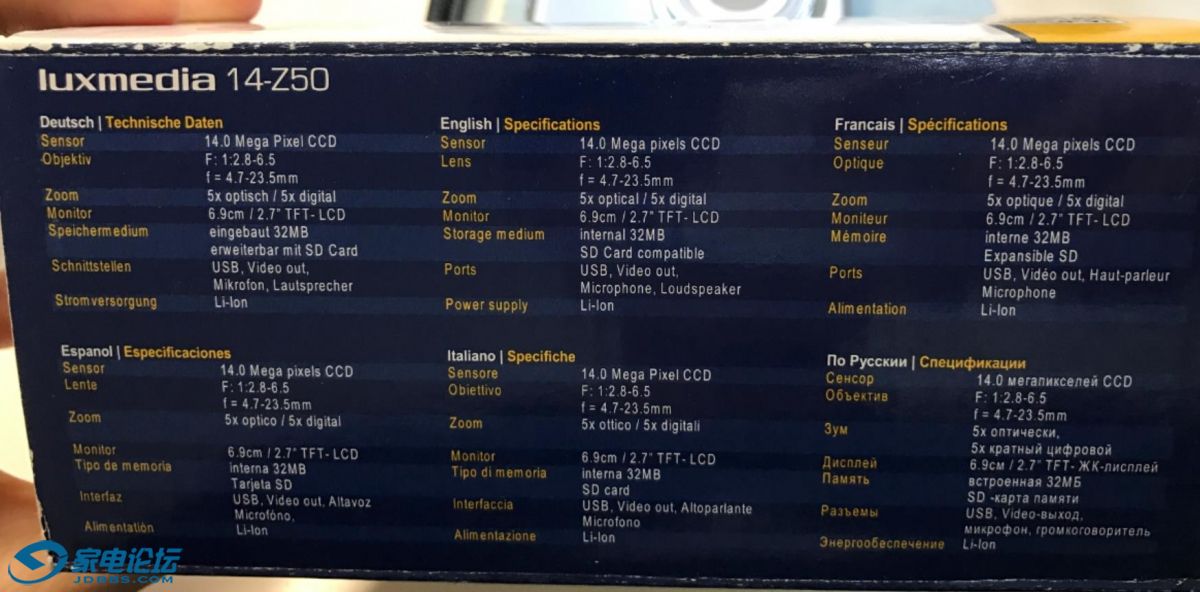 luxmedia 14-Z50
Deutsch | Technische Daten
Sensor 14.0 Mega Pixel CCD
Objektiv F: 1:2.8-6.5
f = 4.7-23.5mm
Zoom 5x optisch / 5x digital
Monitor 6.9cm / 2.7" TFT- LCD
Speichermedium eingebaut 32MB
erweiterbar mit SD Card
Schnittstellen USB, Video out,
Mikrofon, Lautsprecher
Stromversorgung Li-Ion
English | Specifications
Sensor 14.0 Mega pixels CCD
Lens F: 1:2.8-6.5
f = 4.7-23.5mm
Zoom 5x optical / 5x digital
Monitor 6.9cm / 2.7" TFT- LCD
Storage medium internal 32MB
SD Card compatible
Ports USB, Video out,
Microphone, Loudspeaker
Power supply Li-Ion
Francais | Spécifications
Senseur 14.0 Mega pixels CCD
Optique F: 1:2.8-6.5
f = 4.7-23.5mm
Zoom 5x optique / 5x digital
Moniteur 6.9cm / 2.7" TFT- LCD
Mémoire interne 32MB
Expansible SD
Ports USB, Vidéo out, Haut-parleur
Microphone
Alimentation Li-Ion
Espanol | Especificaciones
Sensor 14.0 Mega pixels CCD
Lente F: 1:2.8-6.5
f = 4.7-23.5mm
Zoom 5x optico / 5x digital
Monitor 6.9cm / 2.7" TFT- LCD
Tipo de memoria interna 32MB
Tarjeta SD
Interfaz USB, Video out, Altavoz
Microfóno,
Alimentatión Li-Ion
Italiano | Specifiche
Sensore 14.0 Mega Pixel CCD
Obiettivo F: 1:2.8-6.5
f = 4.7-23.5mm
Zoom 5x ottico / 5x digitali
Monitor 6.9cm / 2.7" TFT- LCD
Tipo di memoria interna 32MB
SD card
Interfaccia USB, Video out, Altoparlante
Microfono
Alimentazione Li-Ion
По Русскии | Спецификации
Сенсор 14.0 мегапикселей CCD
Объектив F: 1:2.8-6.5
f = 4.7-23.5mm
Зум 5x оптически,
5x кратный цифровой
Дисплей 6.9см / 2.7" TFT- ЖК-лисплей
Память встроенная 32МБ
SD -карта памяти
Разъемы USB, Video-выход,
микрофон, громкоговоритель
Энергообеспечение Li-Ion
家电论坛
JDBBS.COM